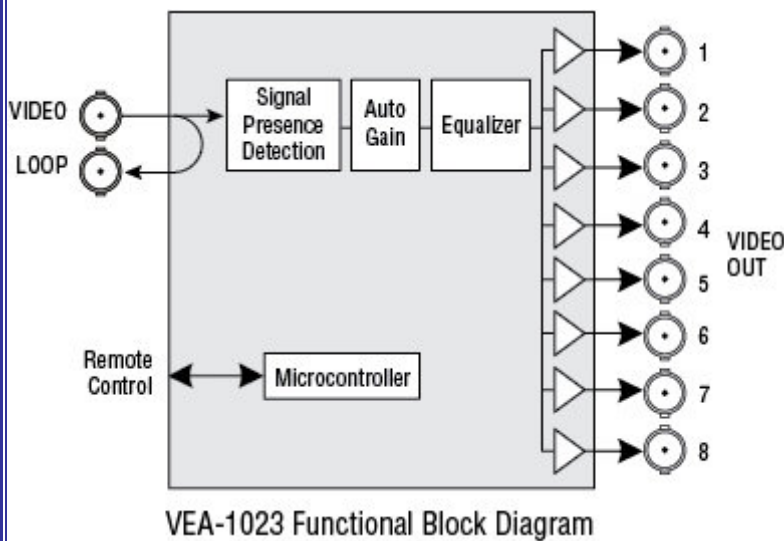 VIDEO
LOOP
Signal
Presence
Detection
Auto
Gain
Equalizer
1
2
3
4
5
6
7
8
VIDEO
OUT
Remote
Control
Microcontroller
VEA-1023 Functional Block Diagram